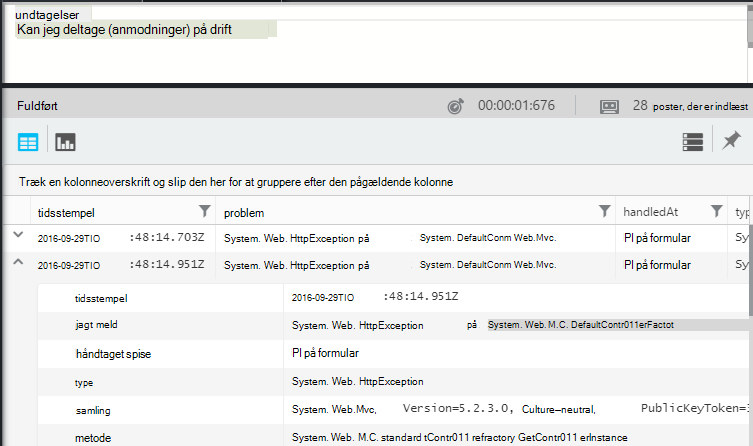 undtagelser
Kan jeg deltage (anmodninger) på drift
Fuldført 00:00:01:676 28 poster, der er indlæst
Træk en kolonneoverskrift og slip den her for at gruppere efter den pågældende kolonne
tidsstempel problem handledAt typ
2016-09-29TIO :48:14.703Z System. Web. HttpException på System. DefaultConm Web.Mvc. Pl på formular Sy
2016-09-29TIO :48:14.951Z System. Web. HttpException på System. DefaultConm Web.Mvc. Pl på formular Sy
tidsstempel 2016-09-29TIO :48:14.951Z
jagt meld System. Web. HttpException på System. Web. M.C. DefaultContr011erFactot
håndtaget spise Pl på formular
type System. Web. HttpException
samling System. Web.Mvc, Version=5.2.3.0, Culture—neutral, PublicKeyToken=3
metode System. Web. M.C. standard tContr011 refractory GetContr011 erInstance